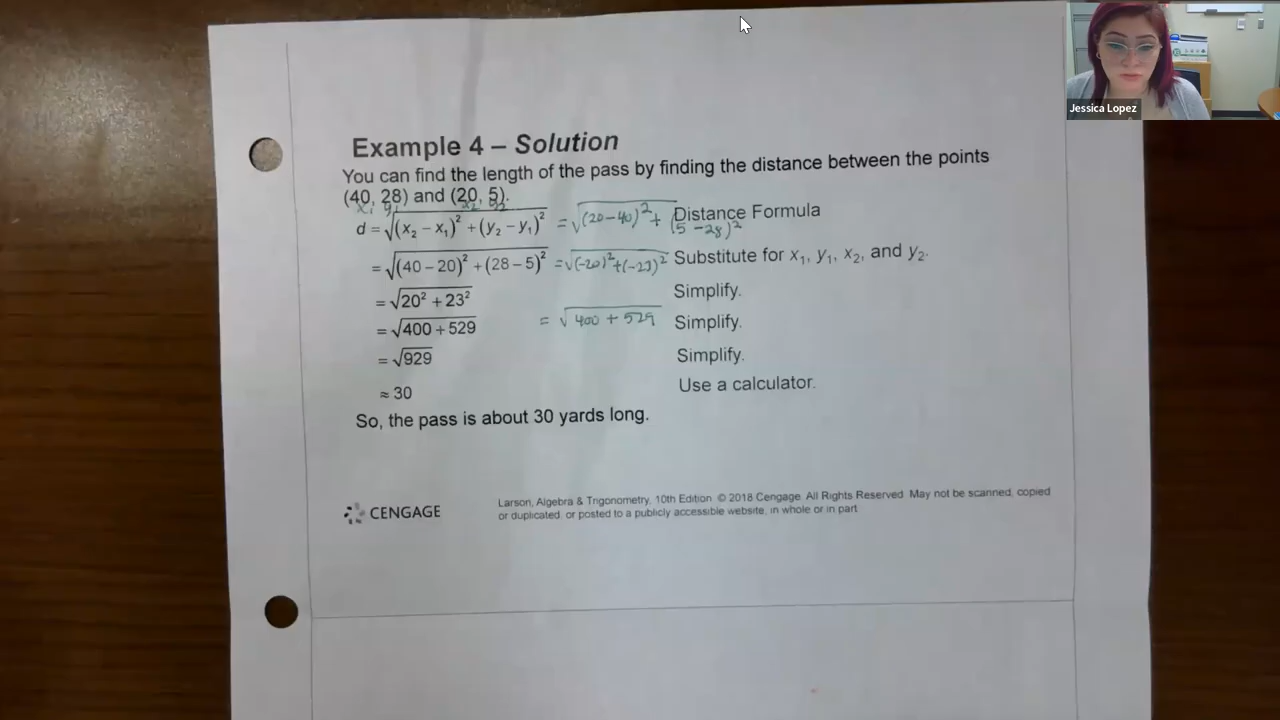 Jessica Lopez
Example 4 – Solution
You can find the length of the pass by finding the distance between the points
(40, 28) and (20, 5).
x₁ y₁ x₂ y₂
d = √(x₂ − x₁)² + (y₂ − y₁)² = √(20−40)² + (5−28)² Distance Formula
= √(40 − 20)² + (28 − 5)² = √(-20)²+(-23)² Substitute for x₁, y₁, x₂, and y₂.
= √20² + 23² Simplify.
= √400 + 529 = √400 + 529 Simplify.
= √929 Simplify.
≈ 30 Use a calculator.
So, the pass is about 30 yards long.
CENGAGE
Larson, Algebra & Trigonometry, 10th Edition © 2018 Cengage. All Rights Reserved. May not be scanned, copied
or duplicated, or posted to a publicly accessible website, in whole or in part.